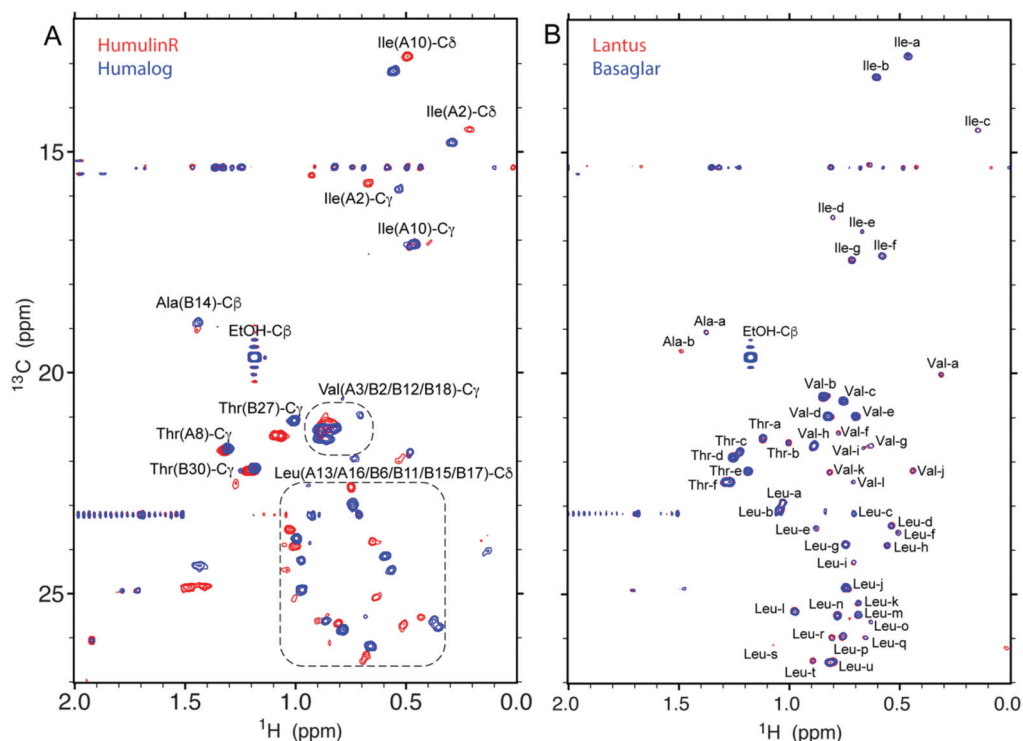 A
HumulinR
Humalog
Ile(A10)-Cδ
Ile(A2)-Cδ
Ile(A2)-Cγ
Ile(A10)-Cγ
Ala(B14)-Cβ
EtOH-Cβ
Val(A3/B2/B12/B18)-Cγ
Thr(B27)-Cγ
Thr(A8)-Cγ
Thr(B30)-Cγ
Leu(A13/A16/B6/B11/B15/B17)-Cδ
15
20
25
13C (ppm)
2.0 1.5 1.0 0.5 0.0
1H (ppm)
B
Lantus
Basaglar
Ile-a
Ile-b
Ile-c
Ile-d
Ile-e
Ile-g
Ile-f
Ala-a
Ala-b
EtOH-Cβ
Val-a
Val-b
Val-c
Val-d
Val-e
Thr-a
Val-h
Val-f
Thr-c
Thr-b
Val-i
Val-g
Thr-d
Thr-e
Val-k
Val-j
Thr-f
Val-l
Leu-a
Leu-b
Leu-c
Leu-e
Leu-d
Leu-f
Leu-g
Leu-h
Leu-i
Leu-j
Leu-k
Leu-l
Leu-n
Leu-m
Leu-o
Leu-r
Leu-p
Leu-q
Leu-s
Leu-t
Leu-u
2.0 1.5 1.0 0.5 0.0
1H (ppm)